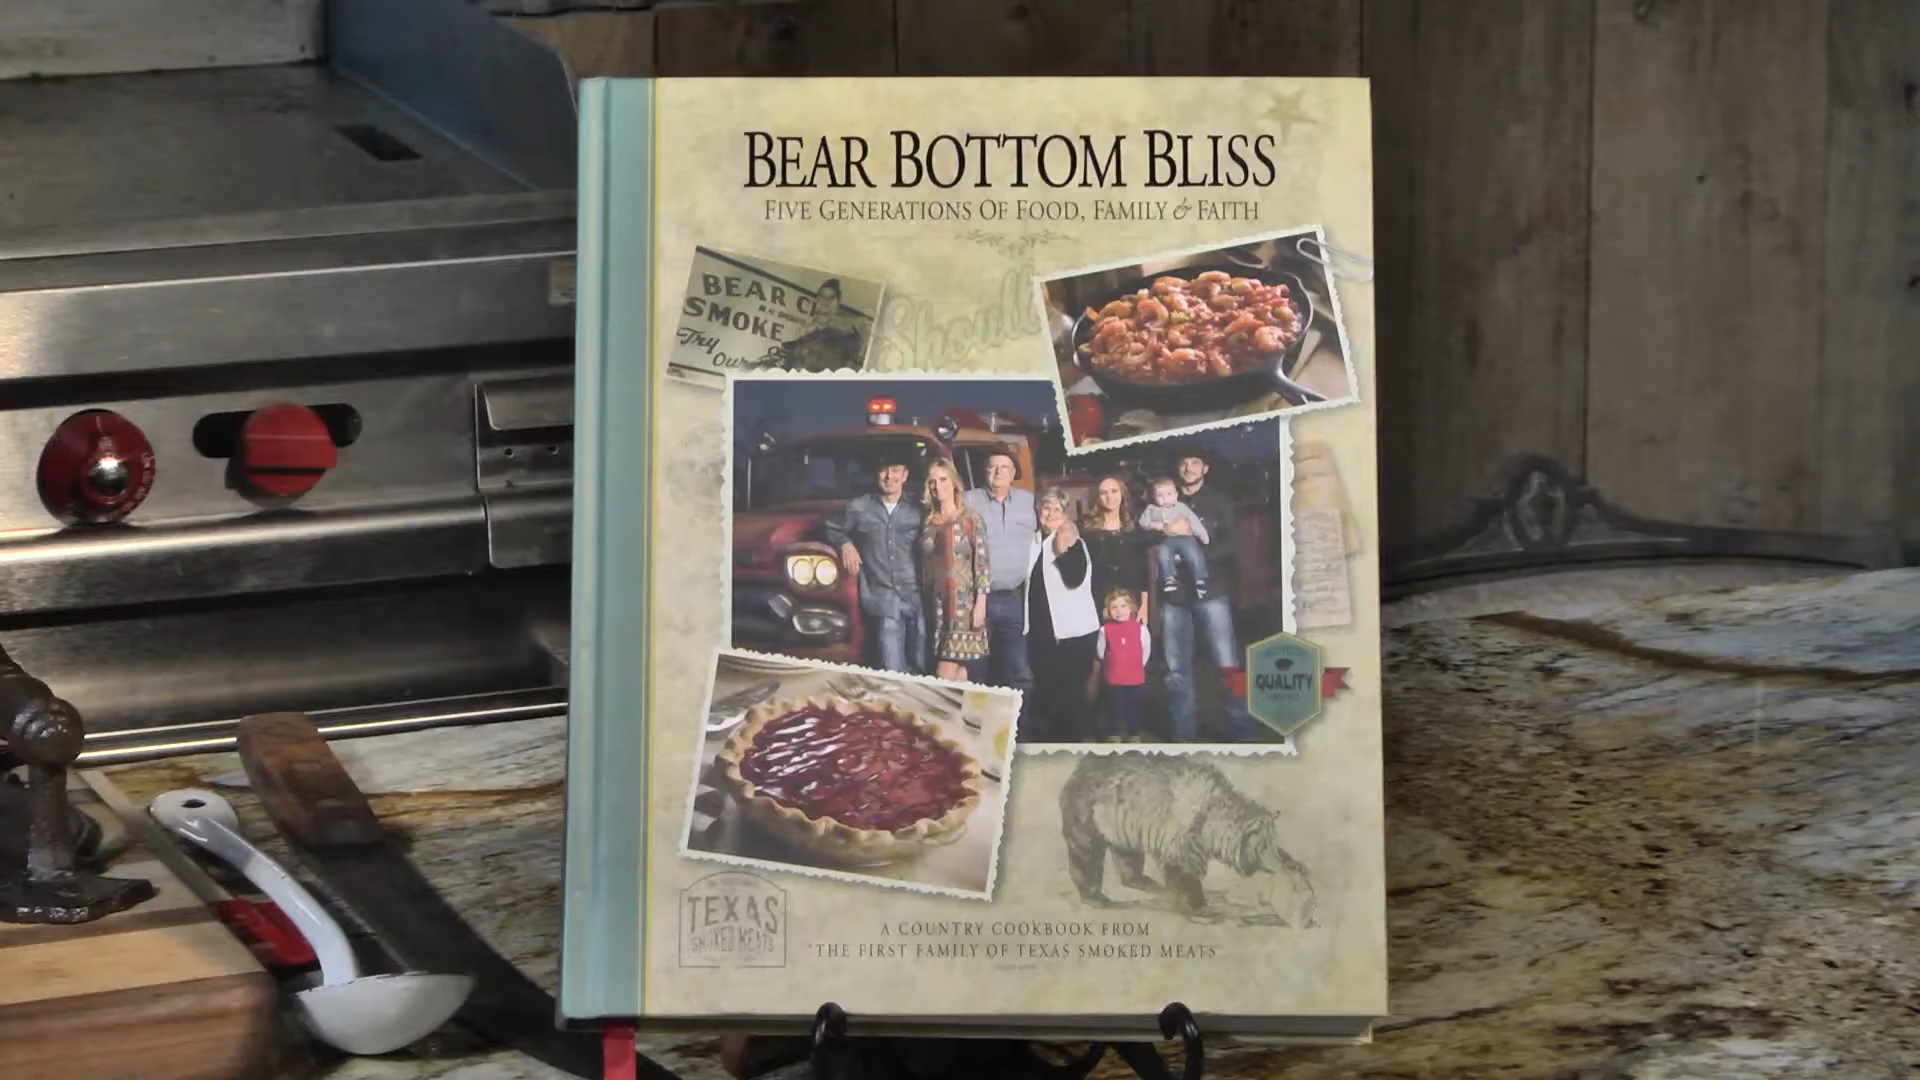 BEAR BOTTOM BLISS
FIVE GENERATIONS OF FOOD, FAMILY & FAITH
BEAR
SMOKE
Try
Our
QUALITY
TEXAS
SMOKED MEATS
A COUNTRY COOKBOOK FROM
"THE FIRST FAMILY OF TEXAS SMOKED MEATS"